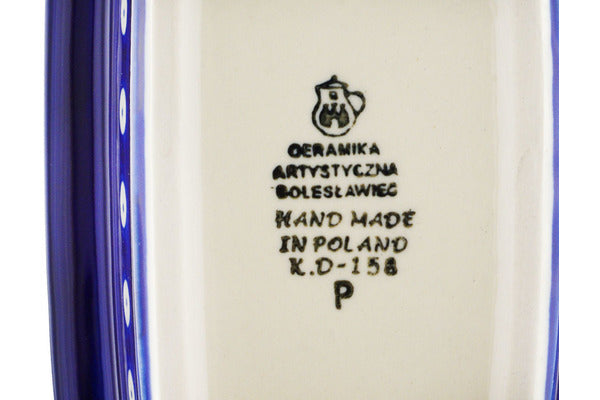 CERAMIKA
ARTYSTYCZNA
BOLESŁAWIEC
HAND MADE
IN POLAND
K.D-158
P